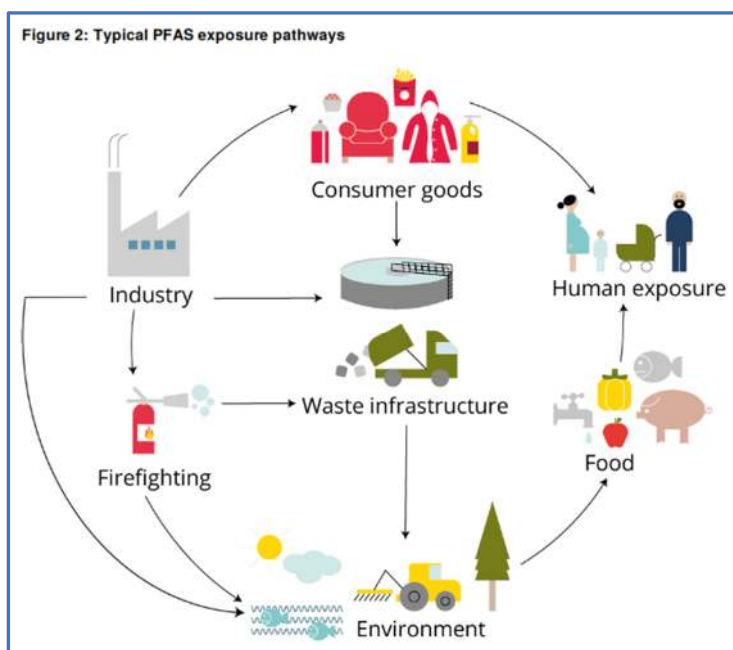 Figure 2: Typical PFAS exposure pathways
Consumer goods
Industry
Human exposure
Waste infrastructure
Firefighting
Food
Environment